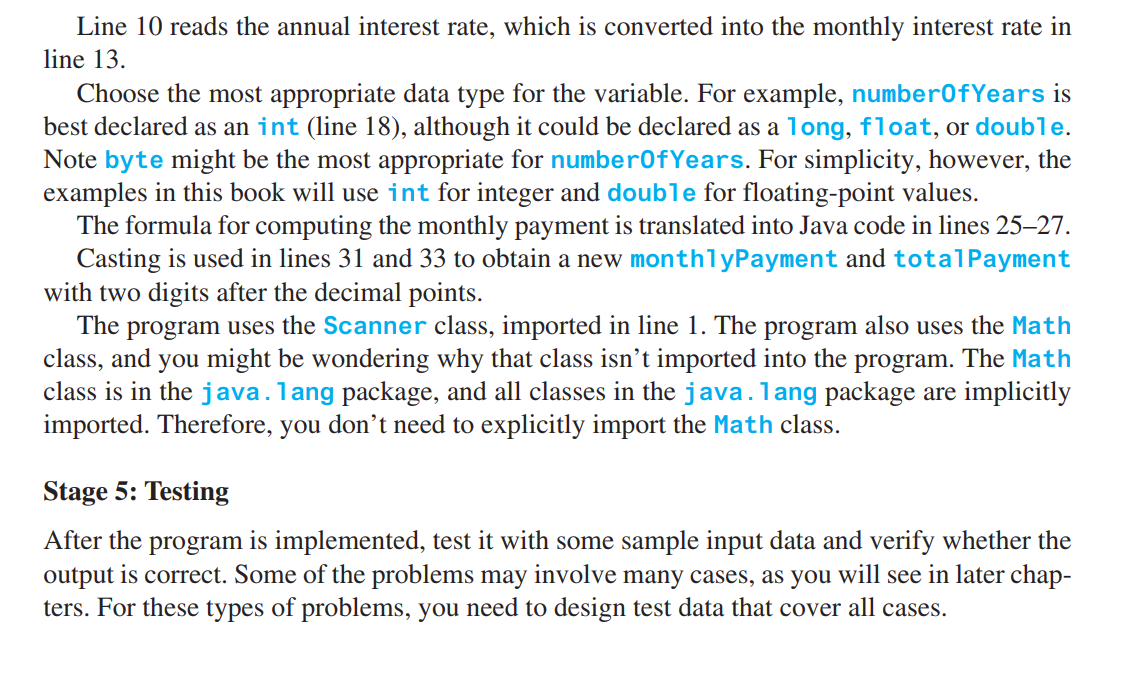 Line 10 reads the annual interest rate, which is converted into the monthly interest rate in
line 13.
Choose the most appropriate data type for the variable. For example, numberOfYears is
best declared as an int (line 18), although it could be declared as a long, float, or double.
Note byte might be the most appropriate for numberOfYears. For simplicity, however, the
examples in this book will use int for integer and double for floating-point values.
The formula for computing the monthly payment is translated into Java code in lines 25–27.
Casting is used in lines 31 and 33 to obtain a new monthlyPayment and totalPayment
with two digits after the decimal points.
The program uses the Scanner class, imported in line 1. The program also uses the Math
class, and you might be wondering why that class isn’t imported into the program. The Math
class is in the java.lang package, and all classes in the java.lang package are implicitly
imported. Therefore, you don’t need to explicitly import the Math class.
Stage 5: Testing
After the program is implemented, test it with some sample input data and verify whether the
output is correct. Some of the problems may involve many cases, as you will see in later chap-
ters. For these types of problems, you need to design test data that cover all cases.